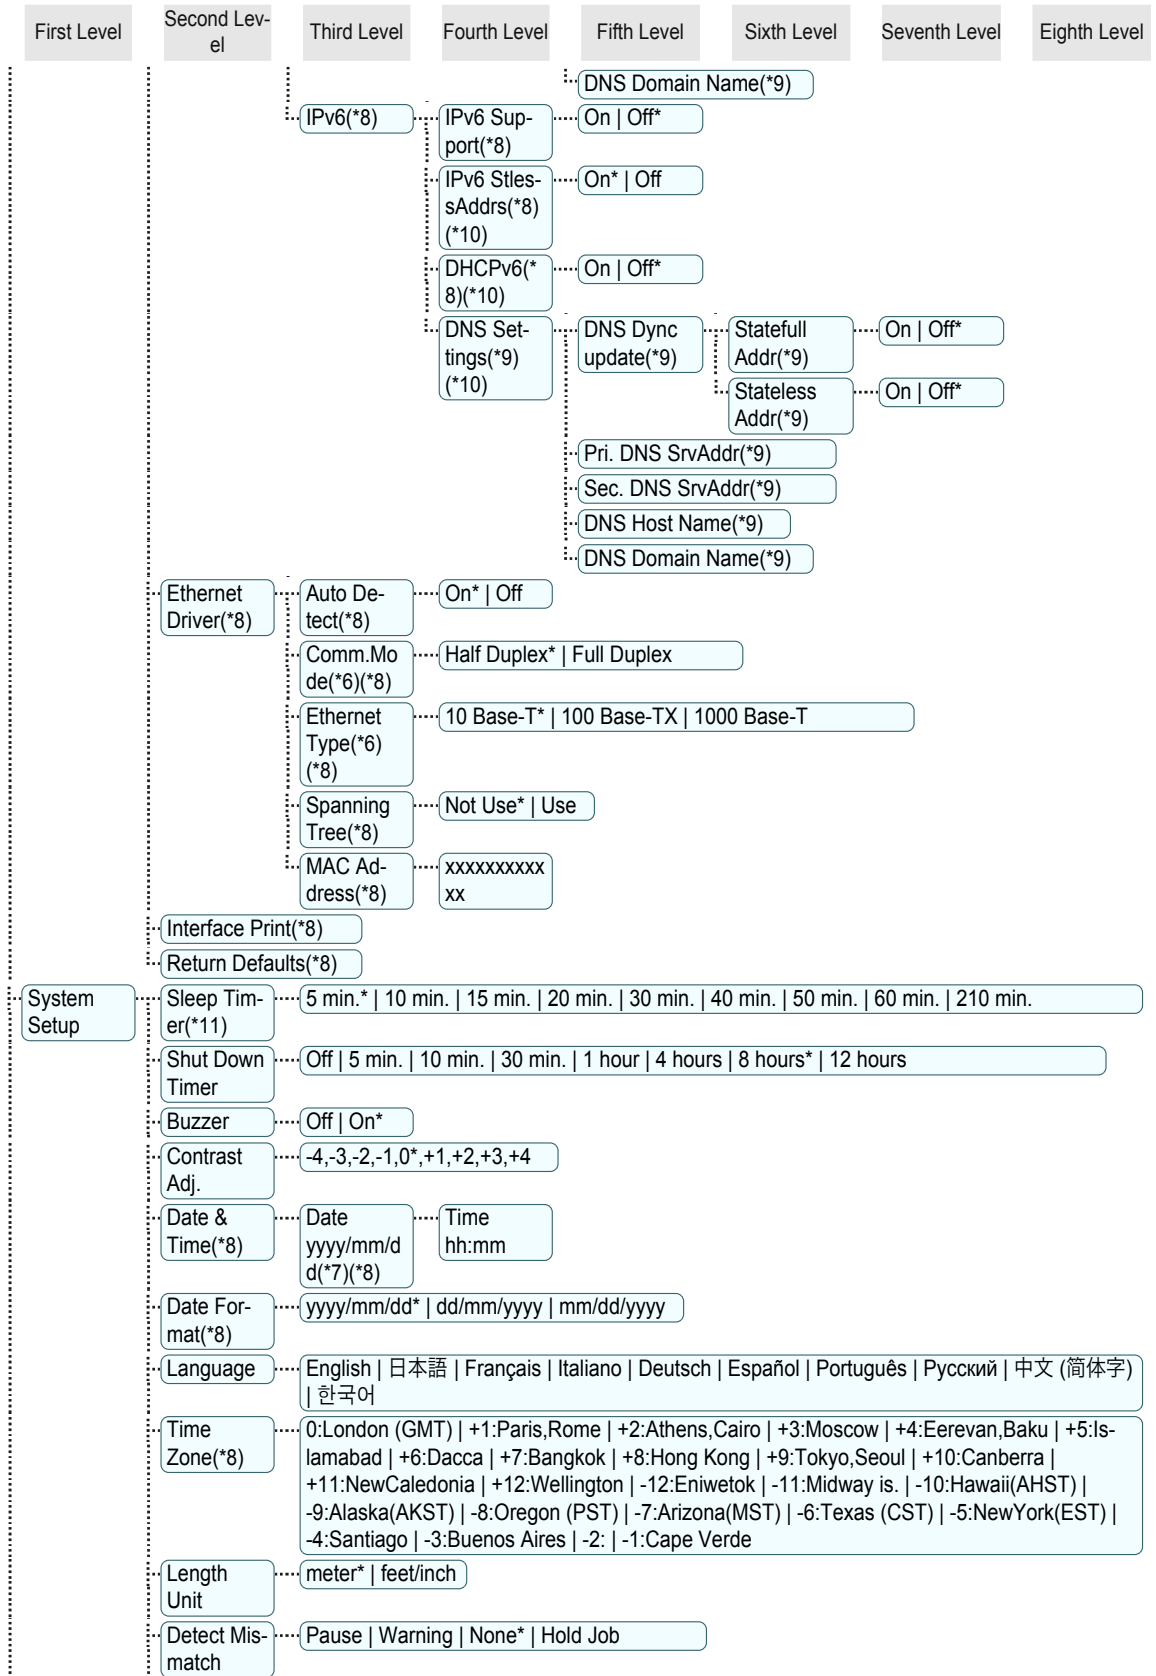 First Level
Second Lev-
el
Third Level
Fourth Level
Fifth Level
Sixth Level
Seventh Level
Eighth Level
DNS Domain Name(*9)
IPv6(*8)
IPv6 Sup-
port(*8)
On | Off*
IPv6 Stles-
sAddrs(*8)
(*10)
On* | Off
DHCPv6(*
8)(*10)
On | Off*
DNS Set-
tings(*9)
(*10)
DNS Dync
update(*9)
Statefull
Addr(*9)
On | Off*
Stateless
Addr(*9)
On | Off*
Pri. DNS SrvAddr(*9)
Sec. DNS SrvAddr(*9)
DNS Host Name(*9)
DNS Domain Name(*9)
Ethernet
Driver(*8)
Auto De-
tect(*8)
On* | Off
Comm.Mo
de(*6)(*8)
Half Duplex* | Full Duplex
Ethernet
Type(*6)
(*8)
10 Base-T* | 100 Base-TX | 1000 Base-T
Spanning
Tree(*8)
Not Use* | Use
MAC Ad-
dress(*8)
xxxxxxxxxx
xx
Interface Print(*8)
Return Defaults(*8)
System
Setup
Sleep Tim-
er(*11)
5 min.* | 10 min. | 15 min. | 20 min. | 30 min. | 40 min. | 50 min. | 60 min. | 210 min.
Shut Down
Timer
Off | 5 min. | 10 min. | 30 min. | 1 hour | 4 hours | 8 hours* | 12 hours
Buzzer
Off | On*
Contrast
Adj.
-4,-3,-2,-1,0*,+1,+2,+3,+4
Date &
Time(*8)
Date
yyyy/mm/d
d(*7)(*8)
Time
hh:mm
Date For-
mat(*8)
yyyy/mm/dd* | dd/mm/yyyy | mm/dd/yyyy
Language
English | 日本語 | Français | Italiano | Deutsch | Español | Português | Русский | 中文 (简体字)
| 한국어
Time
Zone(*8)
0:London (GMT) | +1:Paris,Rome | +2:Athens,Cairo | +3:Moscow | +4:Eerevan,Baku | +5:Is-
lamabad | +6:Dacca | +7:Bangkok | +8:Hong Kong | +9:Tokyo,Seoul | +10:Canberra |
+11:NewCaledonia | +12:Wellington | -12:Eniwetok | -11:Midway is. | -10:Hawaii(AHST) |
-9:Alaska(AKST) | -8:Oregon (PST) | -7:Arizona(MST) | -6:Texas (CST) | -5:NewYork(EST) |
-4:Santiago | -3:Buenos Aires | -2: | -1:Cape Verde
Length
Unit
meter* | feet/inch
Detect Mis-
match
Pause | Warning | None* | Hold Job